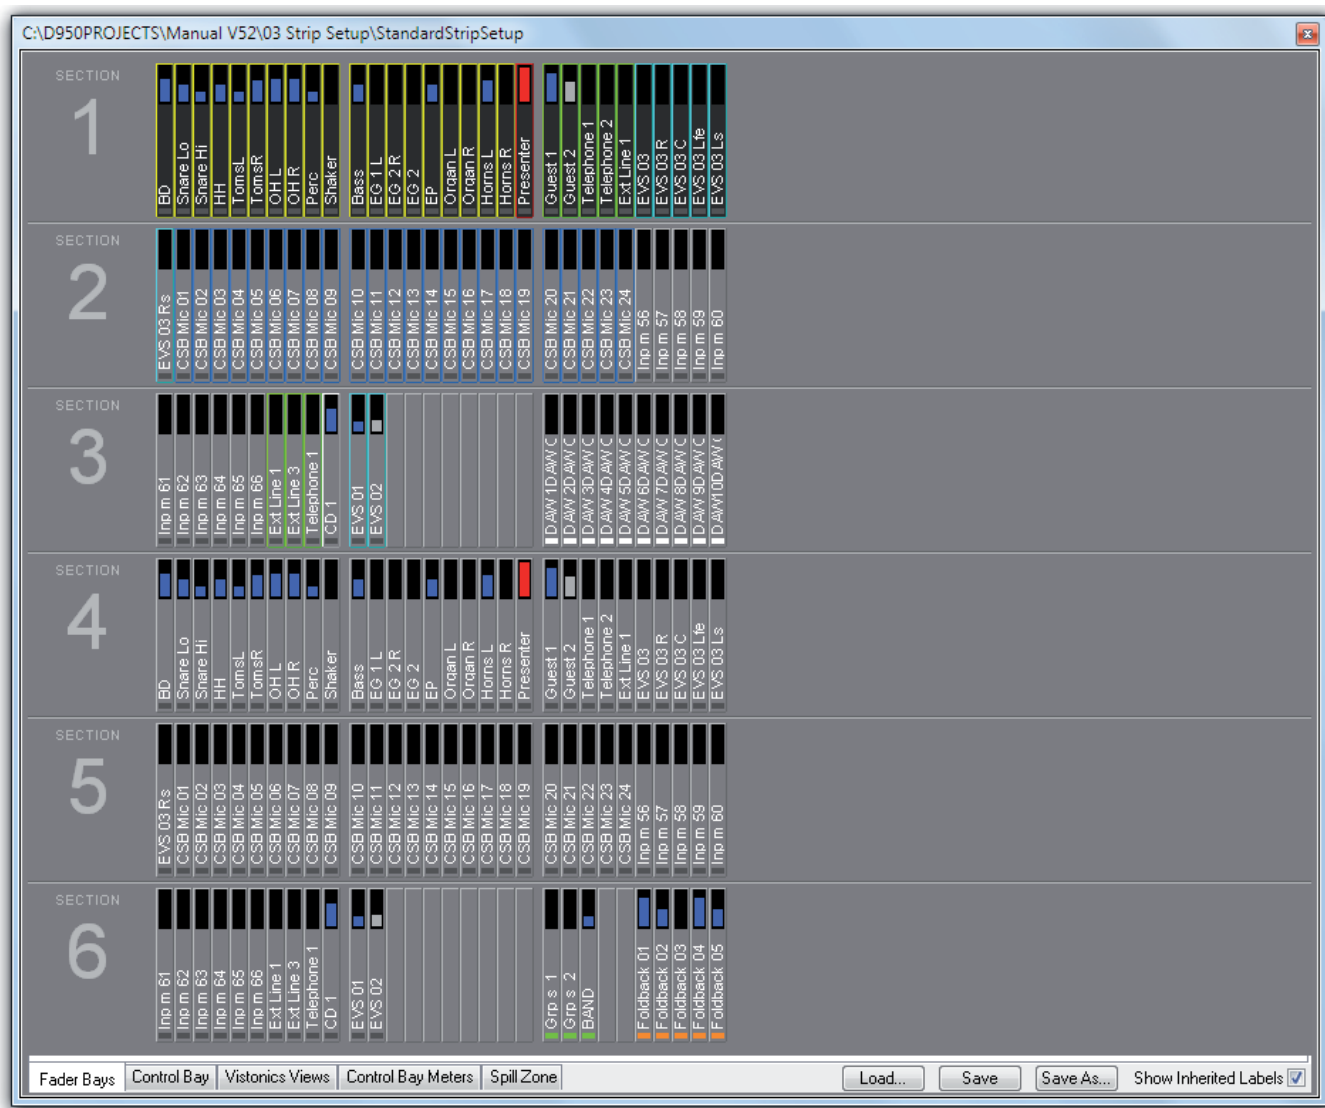 C:\D950PROJECTS\Manual V52\03 Strip Setup\StandardStripSetup
SECTION
1
BD
Snare Lo
Snare Hi
HH
TomsL
TomsR
OH L
OH R
Perc
Shaker
Bass
EG 1 L
EG 2 R
EG 2
EP
Organ L
Organ R
Horns L
Horns R
Presenter
Guest 1
Guest 2
Telephone 1
Telephone 2
Ext Line 1
EVS 03
EVS 03 R
EVS 03 C
EVS 03 Lfe
EVS 03 Ls
SECTION
2
EVS 03 Rs
CSB Mic 01
CSB Mic 02
CSB Mic 03
CSB Mic 04
CSB Mic 05
CSB Mic 06
CSB Mic 07
CSB Mic 08
CSB Mic 09
CSB Mic 10
CSB Mic 11
CSB Mic 12
CSB Mic 13
CSB Mic 14
CSB Mic 15
CSB Mic 16
CSB Mic 17
CSB Mic 18
CSB Mic 19
CSB Mic 20
CSB Mic 21
CSB Mic 22
CSB Mic 23
CSB Mic 24
Inp m 56
Inp m 57
Inp m 58
Inp m 59
Inp m 60
SECTION
3
Inp m 61
Inp m 62
Inp m 63
Inp m 64
Inp m 65
Inp m 66
Ext Line 1
Ext Line 3
Telephone 1
CD 1
EVS 01
EVS 02
DAW 1DAW C
DAW 2DAW C
DAW 3DAW C
DAW 4DAW C
DAW 5DAW C
DAW 6DAW C
DAW 7DAW C
DAW 8DAW C
DAW 9DAW C
DAW10DAW C
SECTION
4
BD
Snare Lo
Snare Hi
HH
TomsL
TomsR
OH L
OH R
Perc
Shaker
Bass
EG 1 L
EG 2 R
EG 2
EP
Organ L
Organ R
Horns L
Horns R
Presenter
Guest 1
Guest 2
Telephone 1
Telephone 2
Ext Line 1
EVS 03
EVS 03 R
EVS 03 C
EVS 03 Lfe
EVS 03 Ls
SECTION
5
EVS 03 Rs
CSB Mic 01
CSB Mic 02
CSB Mic 03
CSB Mic 04
CSB Mic 05
CSB Mic 06
CSB Mic 07
CSB Mic 08
CSB Mic 09
CSB Mic 10
CSB Mic 11
CSB Mic 12
CSB Mic 13
CSB Mic 14
CSB Mic 15
CSB Mic 16
CSB Mic 17
CSB Mic 18
CSB Mic 19
CSB Mic 20
CSB Mic 21
CSB Mic 22
CSB Mic 23
CSB Mic 24
Inp m 56
Inp m 57
Inp m 58
Inp m 59
Inp m 60
SECTION
6
Inp m 61
Inp m 62
Inp m 63
Inp m 64
Inp m 65
Inp m 66
Ext Line 1
Ext Line 3
Telephone 1
CD 1
EVS 01
EVS 02
Grp s 1
Grp s 2
BAND
Foldback 01
Foldback 02
Foldback 03
Foldback 04
Foldback 05
Fader Bays Control Bay Vistonics Views Control Bay Meters Spill Zone Load... Save Save As... Show Inherited Labels